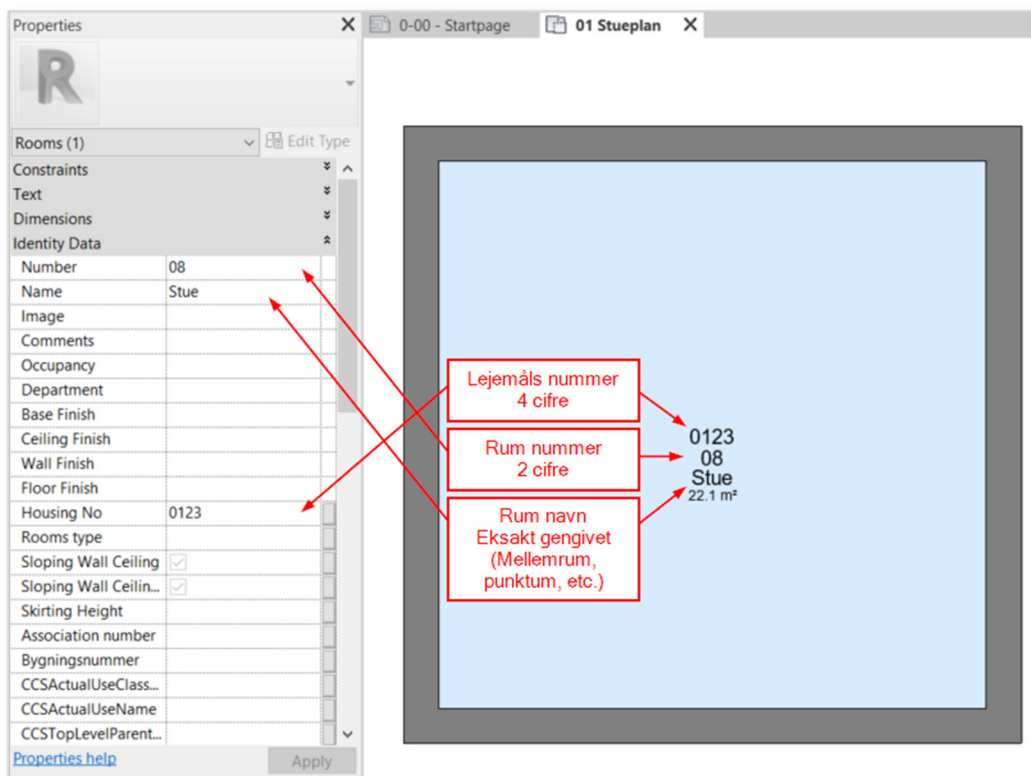 Properties
0-00 - Startpage
01 Stueplan
R
Rooms (1)
Edit Type
Constraints
Text
Dimensions
Identity Data
Number 08
Name Stue
Image
Comments
Occupancy
Department
Base Finish
Ceiling Finish
Wall Finish
Floor Finish
Housing No 0123
Rooms type
Sloping Wall Ceiling
Sloping Wall Ceilin...
Skirting Height
Association number
Bygningsnummer
CCSActualUseClass...
CCSActualUseName
CCSTopLevelParent...
Properties help
Apply
Lejemåls nummer
4 cifre
Rum nummer
2 cifre
Rum navn
Eksakt gengivet
(Mellemrum,
punktum, etc.)
0123
08
Stue
22.1 m²